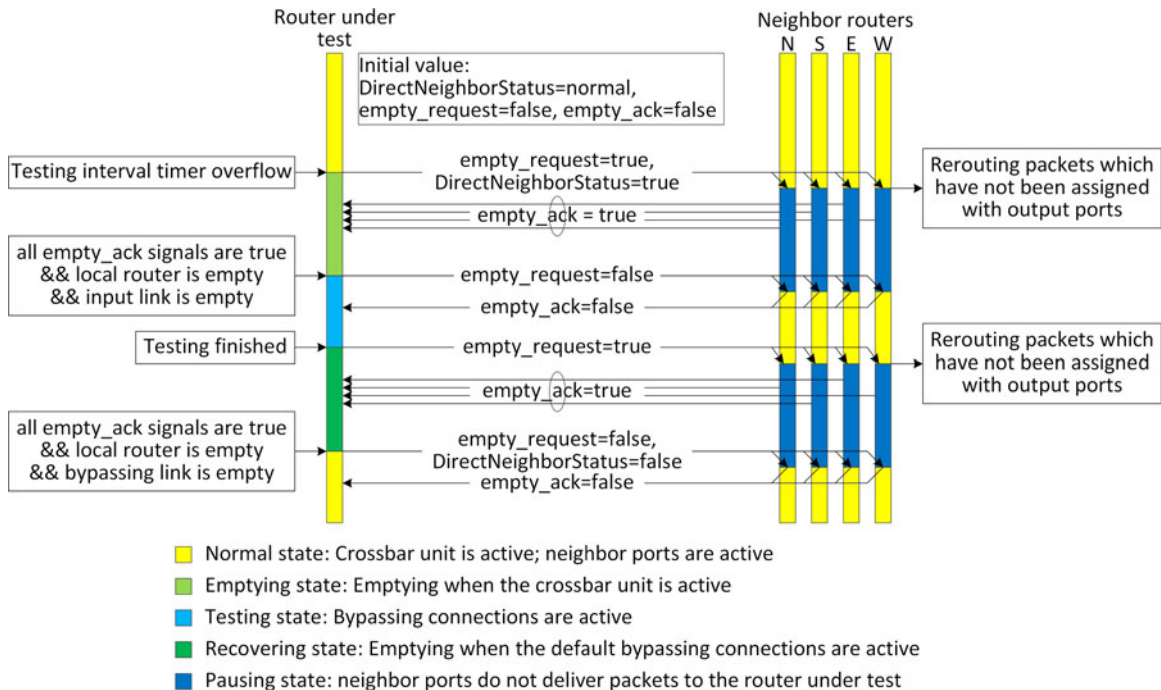 Router under
test
Neighbor routers
N S E W
Initial value:
DirectNeighborStatus=normal,
empty_request=false, empty_ack=false
Testing interval timer overflow
empty_request=true,
DirectNeighborStatus=true
Rerouting packets which
have not been assigned
with output ports
empty_ack = true
all empty_ack signals are true
&& local router is empty
&& input link is empty
empty_request=false
empty_ack=false
Testing finished
empty_request=true
Rerouting packets which
have not been assigned
with output ports
empty_ack=true
all empty_ack signals are true
&& local router is empty
&& bypassing link is empty
empty_request=false,
DirectNeighborStatus=false
empty_ack=false
Normal state: Crossbar unit is active; neighbor ports are active
Emptying state: Emptying when the crossbar unit is active
Testing state: Bypassing connections are active
Recovering state: Emptying when the default bypassing connections are active
Pausing state: neighbor ports do not deliver packets to the router under test